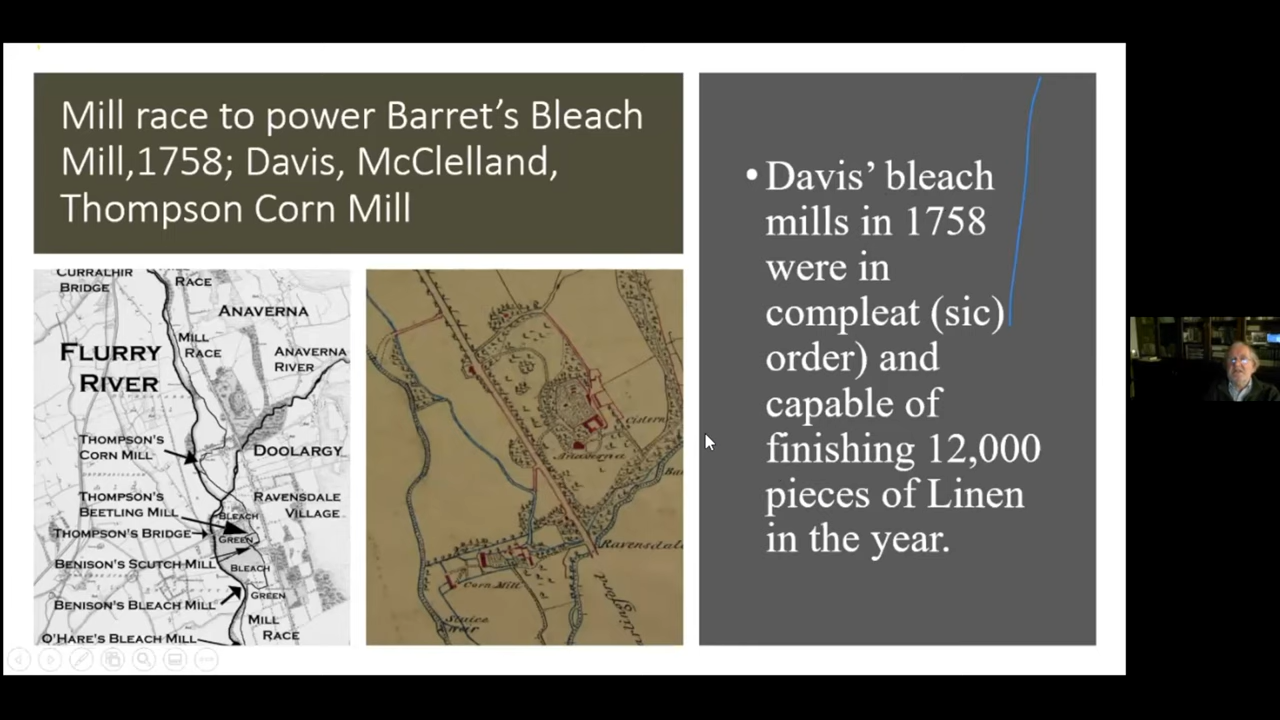 Mill race to power Barret’s Bleach
Mill,1758; Davis, McClelland,
Thompson Corn Mill
CURRALHIR
BRIDGE
RACE
ANAVERNA
MILL
RACE
FLURRY
RIVER
ANAVERNA
RIVER
THOMPSON'S
CORN MILL
DOOLARGY
THOMPSON'S
BEETLING MILL
RAVENSDALE
VILLAGE
BLEACH
GREEN
THOMPSON'S BRIDGE
BENISON'S SCUTCH MILL
BLEACH
GREEN
BENISON'S BLEACH MILL
MILL
RACE
O'HARE'S BLEACH MILL
Cistern
Anaverna
Ravensdal
Corn Mill
Sluice
• Davis’ bleach
mills in 1758
were in
compleat (sic)
order) and
capable of
finishing 12,000
pieces of Linen
in the year.